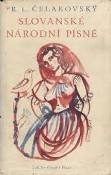 F. L. ČELAKOVSKÝ
SLOVANSKÉ
NÁRODNÍ PÍSNĚ